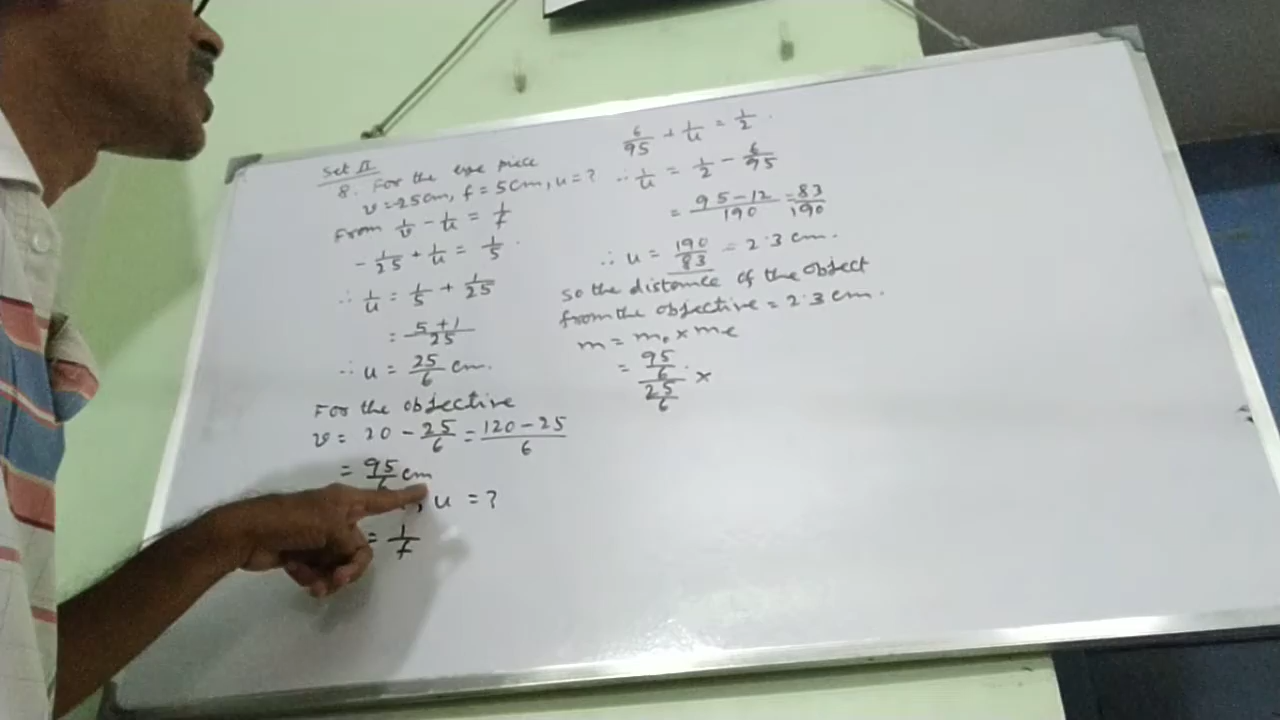 Set II
8. For the eye piece
v = -25 cm, f = 5 cm, u = ?
From 1/v - 1/u = 1/f
- 1/25 + 1/u = 1/5 .
∴ 1/u = 1/5 + 1/25
= 5+1/25
∴ u = 25/6 cm.
For the objective
v = 20 - 25/6 = 120-25/6
= 95/6 cm
, u = ?
= 1/f
6/95 + 1/u = 1/2 .
∴ 1/u = 1/2 - 6/95
= 95-12/190 = 83/190
∴ u = 190/83 = 2.3 cm.
So the distance of the object
from the objective = 2.3 cm.
m = mo × me
= 95/6 / 25/6 ×